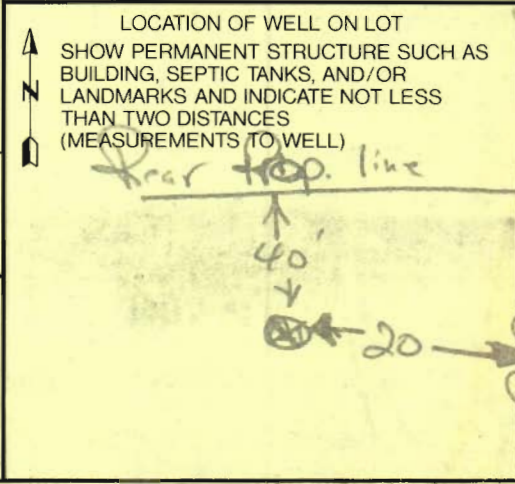 LOCATION OF WELL ON LOT
SHOW PERMANENT STRUCTURE SUCH AS
BUILDING, SEPTIC TANKS, AND/OR
LANDMARKS AND INDICATE NOT LESS
THAN TWO DISTANCES
(MEASUREMENTS TO WELL)
N
Rear Prop. line
40'
20